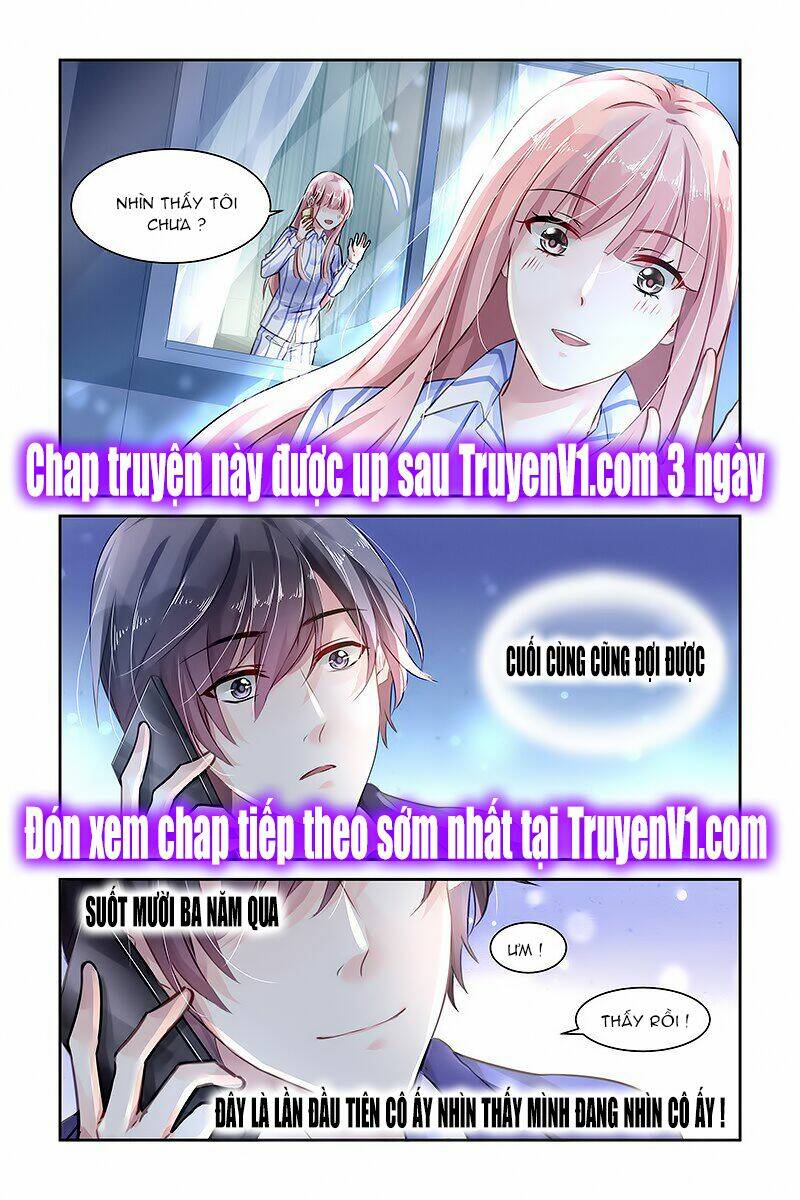 NHÌN THẤY TÔI
CHƯA ?
Chap truyện này được up sau TruyenV1.com 3 ngày
CUỐI CÙNG CŨNG ĐỢI ĐƯỢC
Đón xem chap tiếp theo sớm nhất tại TruyenV1.com
SUỐT MƯỜI BA NĂM QUA
ƯM !
THẤY RỒI !
ĐÂY LÀ LẦN ĐẦU TIÊN CÔ ẤY NHÌN THẤY MÌNH ĐANG NHÌN CÔ ẤY !